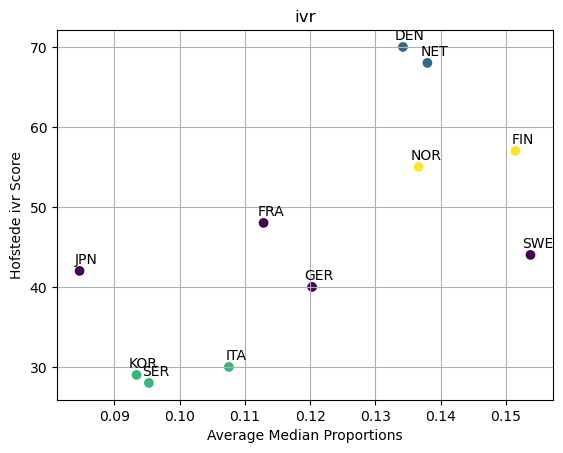 ivr
DEN
NET
FIN
NOR
FRA
SWE
JPN
GER
ITA
KOR
SER
70
60
50
40
30
Hofstede ivr Score
0.09 0.10 0.11 0.12 0.13 0.14 0.15
Average Median Proportions